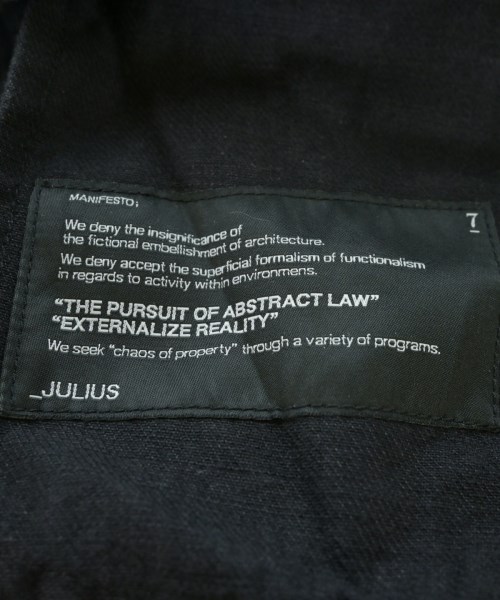 MANIFESTO;
7
We deny the insignificance of
the fictional embellishment of architecture.
We deny accept the superficial formalism of functionalism
in regards to activity within environmens.
“THE PURSUIT OF ABSTRACT LAW”
“EXTERNALIZE REALITY”
We seek “chaos of property” through a variety of programs.
_JULIUS